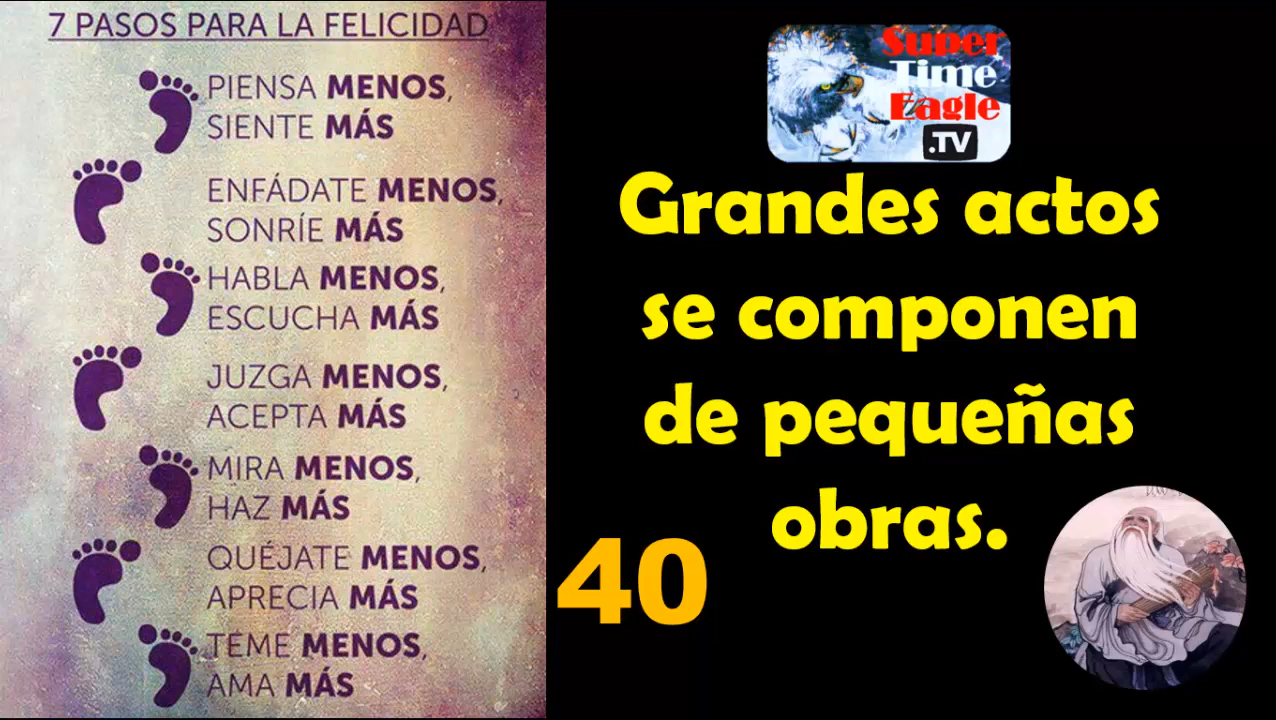 7 PASOS PARA LA FELICIDAD
PIENSA MENOS,
SIENTE MÁS
ENFÁDATE MENOS,
SONRÍE MÁS
HABLA MENOS,
ESCUCHA MÁS
JUZGA MENOS,
ACEPTA MÁS
MIRA MENOS,
HAZ MÁS
QUÉJATE MENOS,
APRECIA MÁS
TEME MENOS,
AMA MÁS
Super
Time
Eagle
.TV
Grandes actos
se componen
de pequeñas
obras.
40